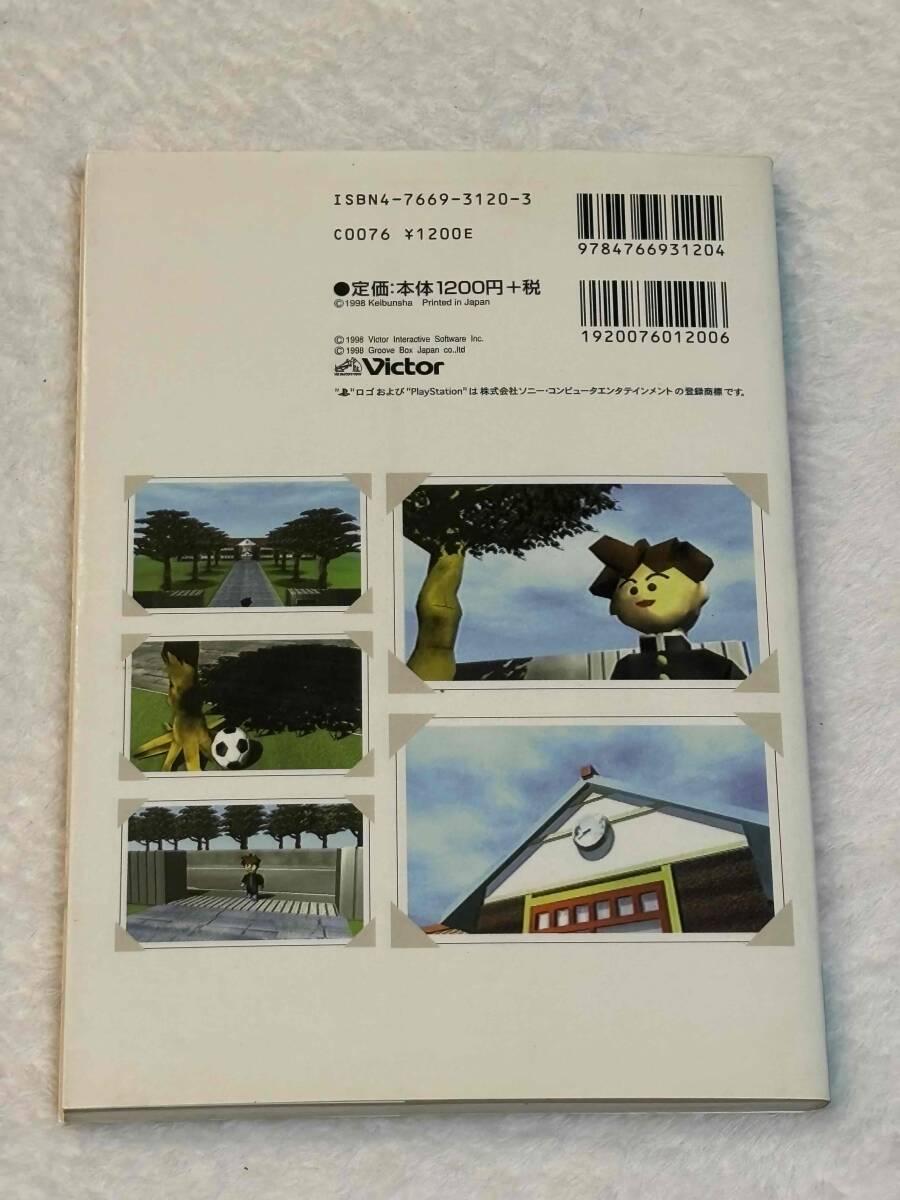 ISBN4-7669-3120-3
C0076 ¥1200E
9784766931204
●定価:本体1200円+税
©1998 Keibunsha Printed in Japan
1920076012006
© 1998 Victor Interactive Software Inc.
© 1998 Groove Box Japan co.,ltd
Victor
"PS"ロゴおよび"PlayStation"は株式会社ソニー・コンピュータエンタテインメントの登録商標です。